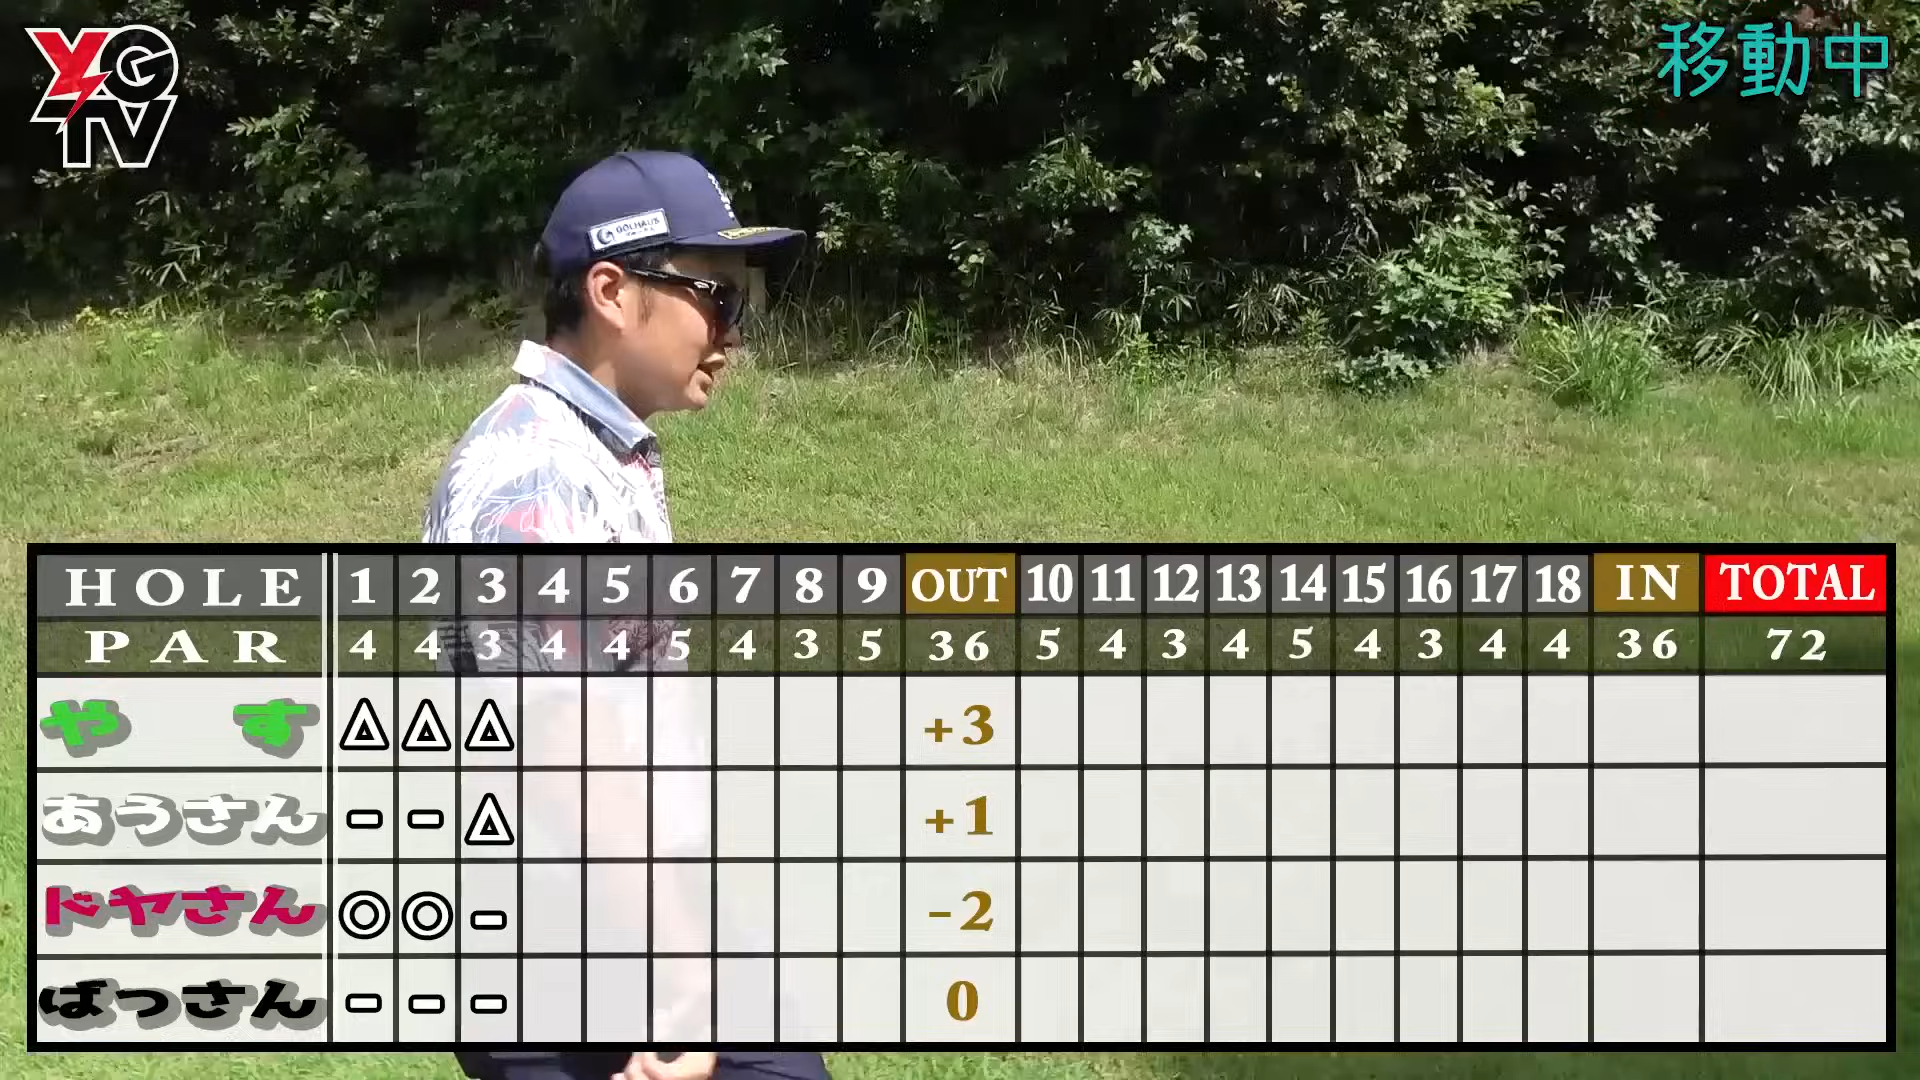 YG
TV
移動中
GOLHAUS
HOLE 1 2 3 4 5 6 7 8 9 OUT 10 11 12 13 14 15 16 17 18 IN TOTAL
PAR 4 4 3 4 4 5 4 3 5 36 5 4 3 4 5 4 3 4 4 36 72
やす △ △ △ +3
あうさん - - △ +1
ドヤさん ◎ ◎ - -2
ばっさん - - - 0